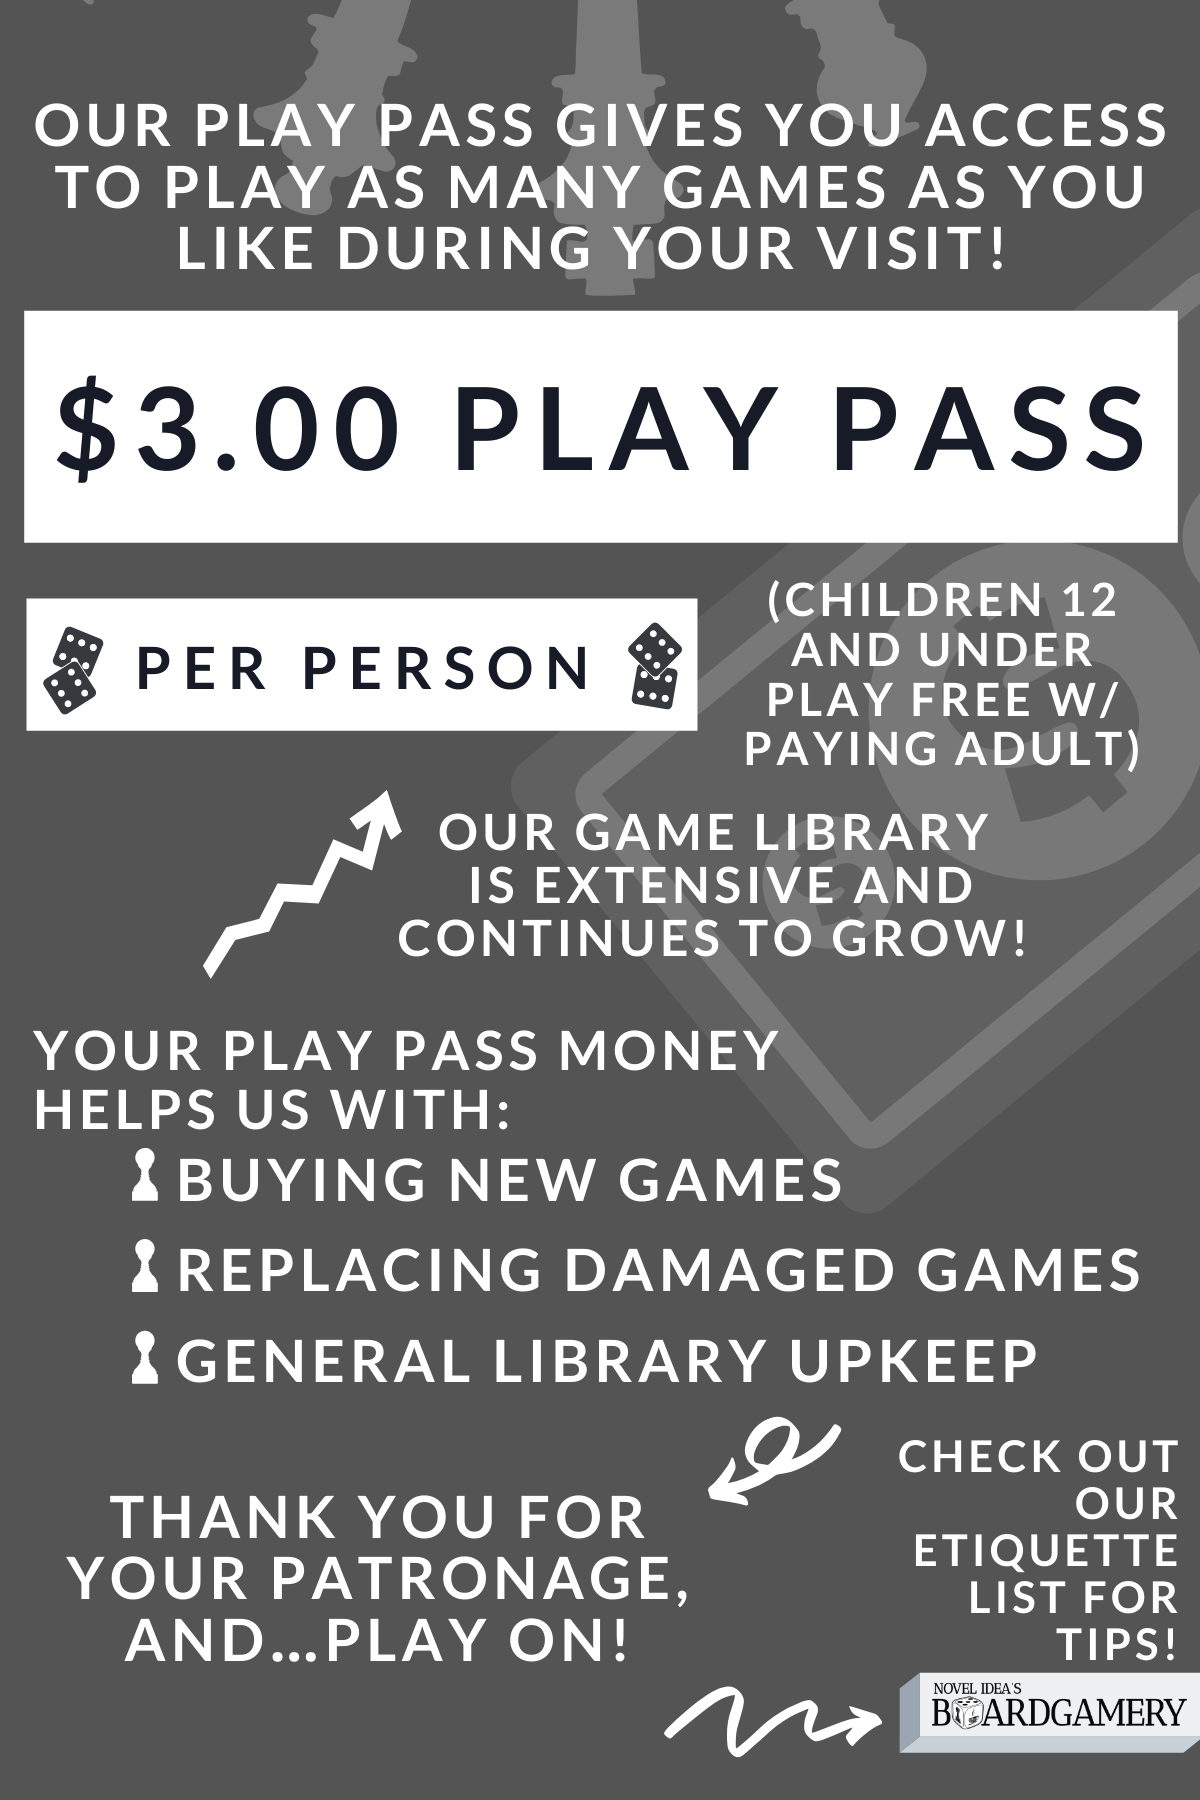 OUR PLAY PASS GIVES YOU ACCESS
TO PLAY AS MANY GAMES AS YOU
LIKE DURING YOUR VISIT!
$3.00 PLAY PASS
PER PERSON
(CHILDREN 12
AND UNDER
PLAY FREE W/
PAYING ADULT)
OUR GAME LIBRARY
IS EXTENSIVE AND
CONTINUES TO GROW!
YOUR PLAY PASS MONEY
HELPS US WITH:
BUYING NEW GAMES
REPLACING DAMAGED GAMES
GENERAL LIBRARY UPKEEP
THANK YOU FOR
YOUR PATRONAGE,
AND...PLAY ON!
CHECK OUT
OUR
ETIQUETTE
LIST FOR
TIPS!
NOVEL IDEA'S
BOARDGAMERY